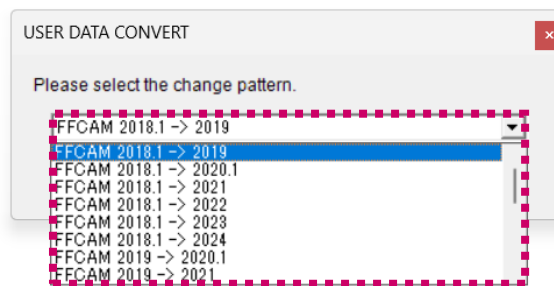 USER DATA CONVERT
Please select the change pattern.
FFCAM 2018.1 -> 2019
FFCAM 2018.1 -> 2019
FFCAM 2018.1 -> 2020.1
FFCAM 2018.1 -> 2021
FFCAM 2018.1 -> 2022
FFCAM 2018.1 -> 2023
FFCAM 2018.1 -> 2024
FFCAM 2019 -> 2020.1
FFCAM 2019 -> 2021